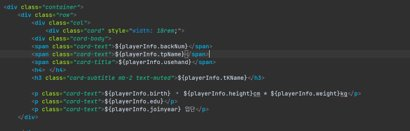 <div class="container">
<div class="row">
<div class="col">
<div class="card" style="width: 18rem;">
<div class="card-body">
<span class="card-text">${playerInfo.backNum}</span>
<span class="card-text">${playerInfo.tpName}</span>
<span class="card-title">${playerInfo.usehand}</span>
<h4> </h4>
<h3 class="card-subtitle mb-2 text-muted">${playerInfo.tKName}</h3>
<p class="card-text">${playerInfo.birth} · ${playerInfo.height}cm * ${playerInfo.weight}kg</p>
<p class="card-text">${playerInfo.edu}</p>
<p class="card-text">${playerInfo.joinyear} 입단</p>
</div>